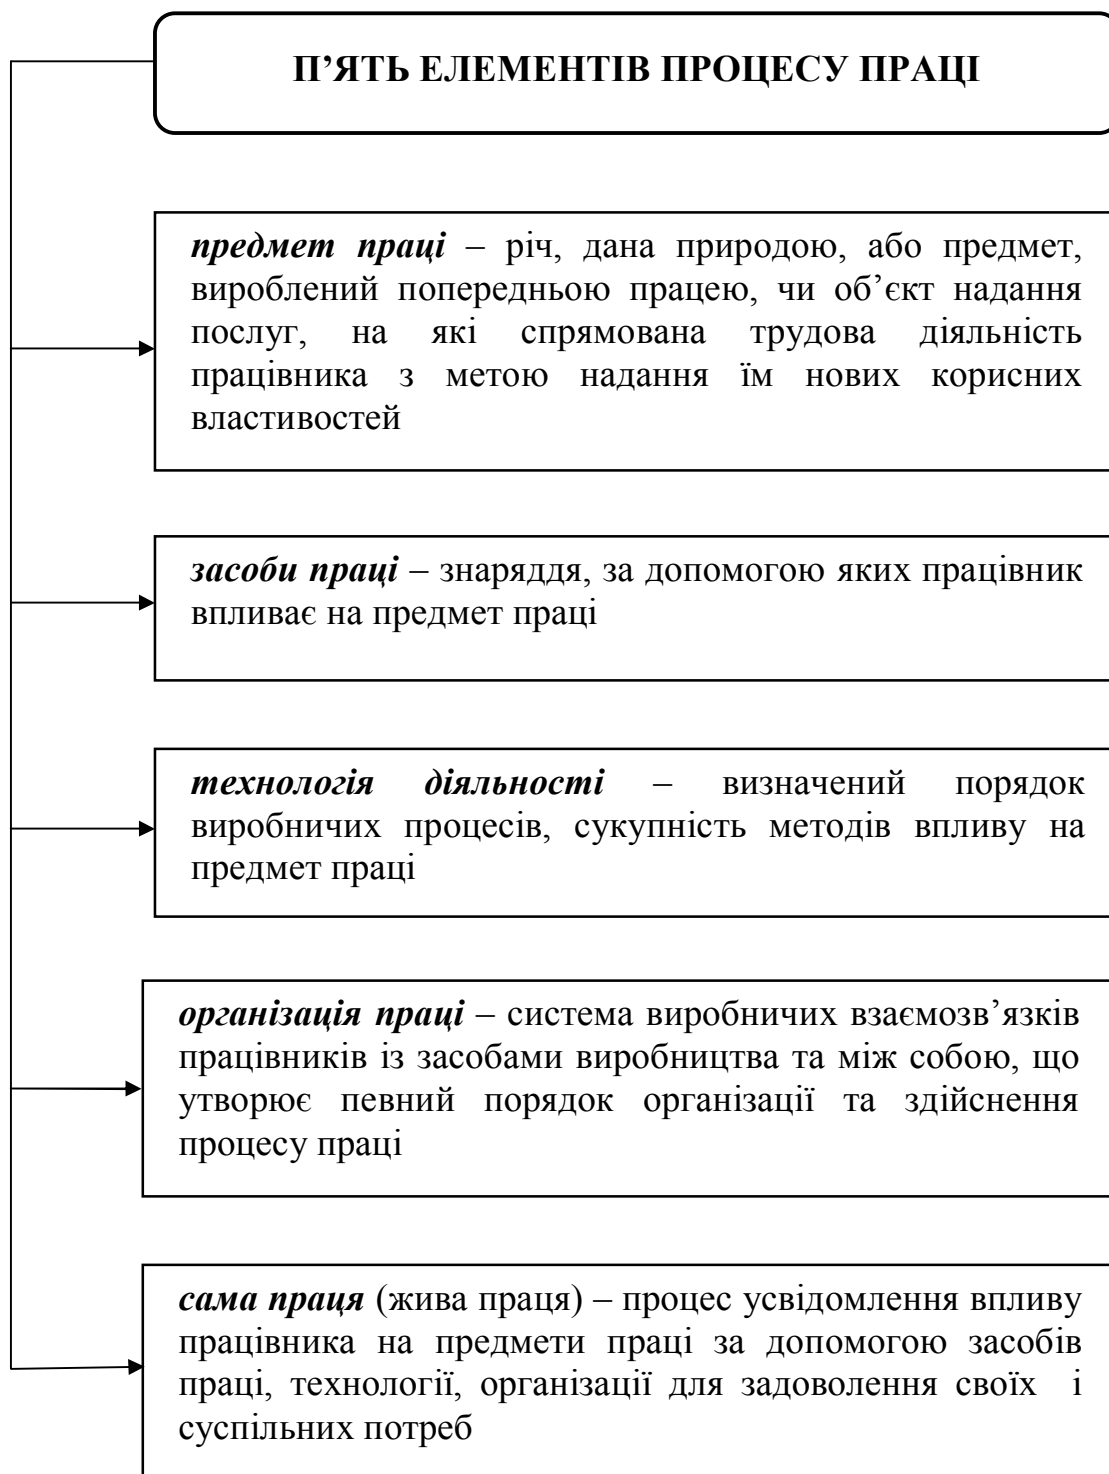 П’ЯТЬ ЕЛЕМЕНТІВ ПРОЦЕСУ ПРАЦІ
предмет праці – річ, дана природою, або предмет,
вироблений попередньою працею, чи об’єкт надання
послуг, на які спрямована трудова діяльність
працівника з метою надання їм нових корисних
властивостей
засоби праці – знаряддя, за допомогою яких працівник
впливає на предмет праці
технологія діяльності – визначений порядок
виробничих процесів, сукупність методів впливу на
предмет праці
організація праці – система виробничих взаємозв’язків
працівників із засобами виробництва та між собою, що
утворює певний порядок організації та здійснення
процесу праці
сама праця (жива праця) – процес усвідомлення впливу
працівника на предмети праці за допомогою засобів
праці, технології, організації для задоволення своїх і
суспільних потреб